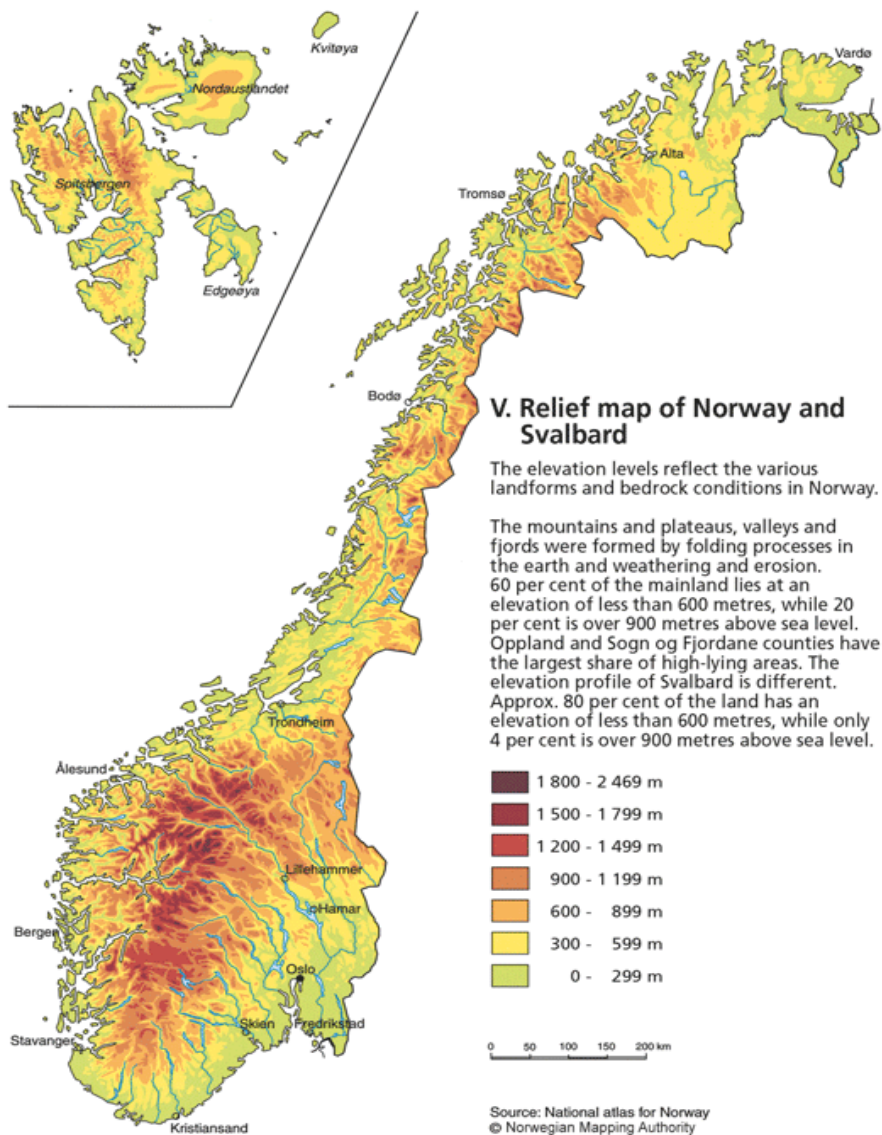 Kvitøya
Nordaustlandet
Spitsbergen
Edgeøya
Vardø
Alta
Tromsø
Bodø
V. Relief map of Norway and
Svalbard
The elevation levels reflect the various
landforms and bedrock conditions in Norway.
The mountains and plateaus, valleys and
fjords were formed by folding processes in
the earth and weathering and erosion.
60 per cent of the mainland lies at an
elevation of less than 600 metres, while 20
per cent is over 900 metres above sea level.
Oppland and Sogn og Fjordane counties have
the largest share of high-lying areas. The
elevation profile of Svalbard is different.
Approx. 80 per cent of the land has an
elevation of less than 600 metres, while only
4 per cent is over 900 metres above sea level.
Trondheim
Ålesund
1 800 - 2 469 m
1 500 - 1 799 m
1 200 - 1 499 m
900 - 1 199 m
600 - 899 m
300 - 599 m
0 - 299 m
Lillehammer
Hamar
Bergen
Oslo
Skien
Fredrikstad
Stavanger
Kristiansand
0 50 100 150 200 km
Source: National atlas for Norway
© Norwegian Mapping Authority